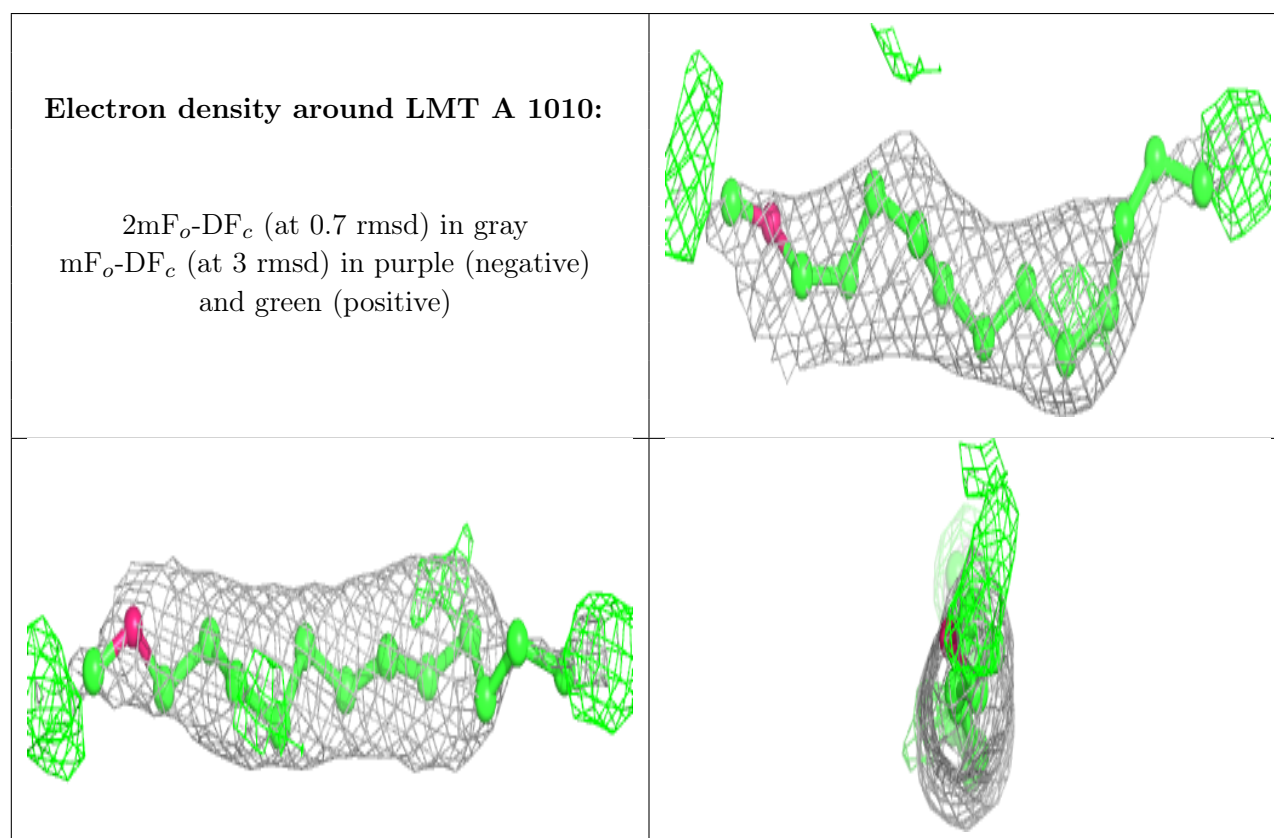 Electron density around LMT A 1010:
2mFo-DFc (at 0.7 rmsd) in gray
mFo-DFc (at 3 rmsd) in purple (negative)
and green (positive)